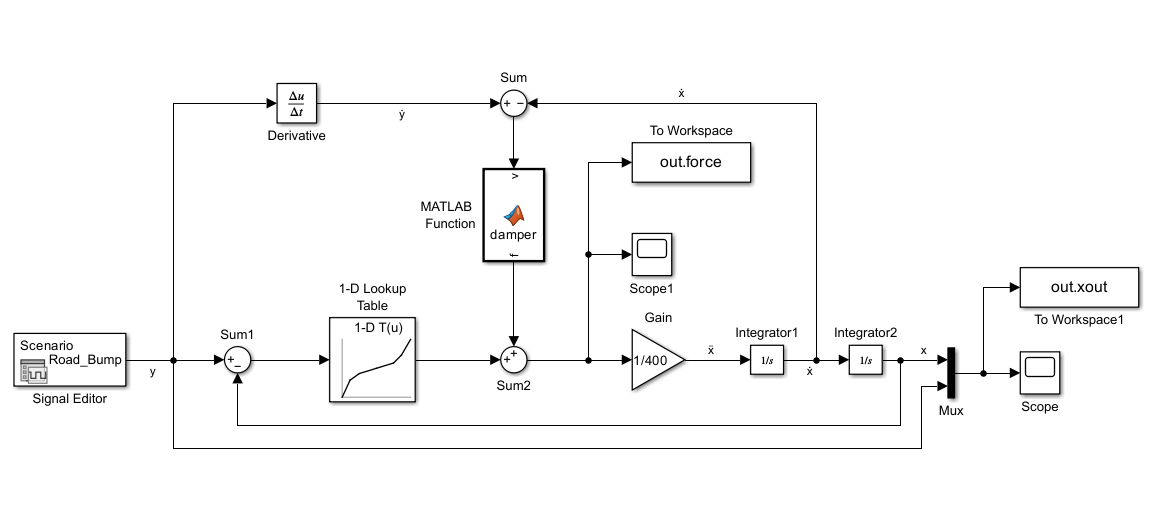 Sum
+ −
Δu
Δt
Derivative
ẏ
ẋ
To Workspace
out.force
MATLAB
Function
v
damper
f
Scope1
1-D Lookup
Table
1-D T(u)
Scenario
Road_Bump
Signal Editor
y
Sum1
+
−
+
+
Sum2
Gain
1/400
ẍ
Integrator1
1/s
ẋ
Integrator2
1/s
x
Mux
out.xout
To Workspace1
Scope